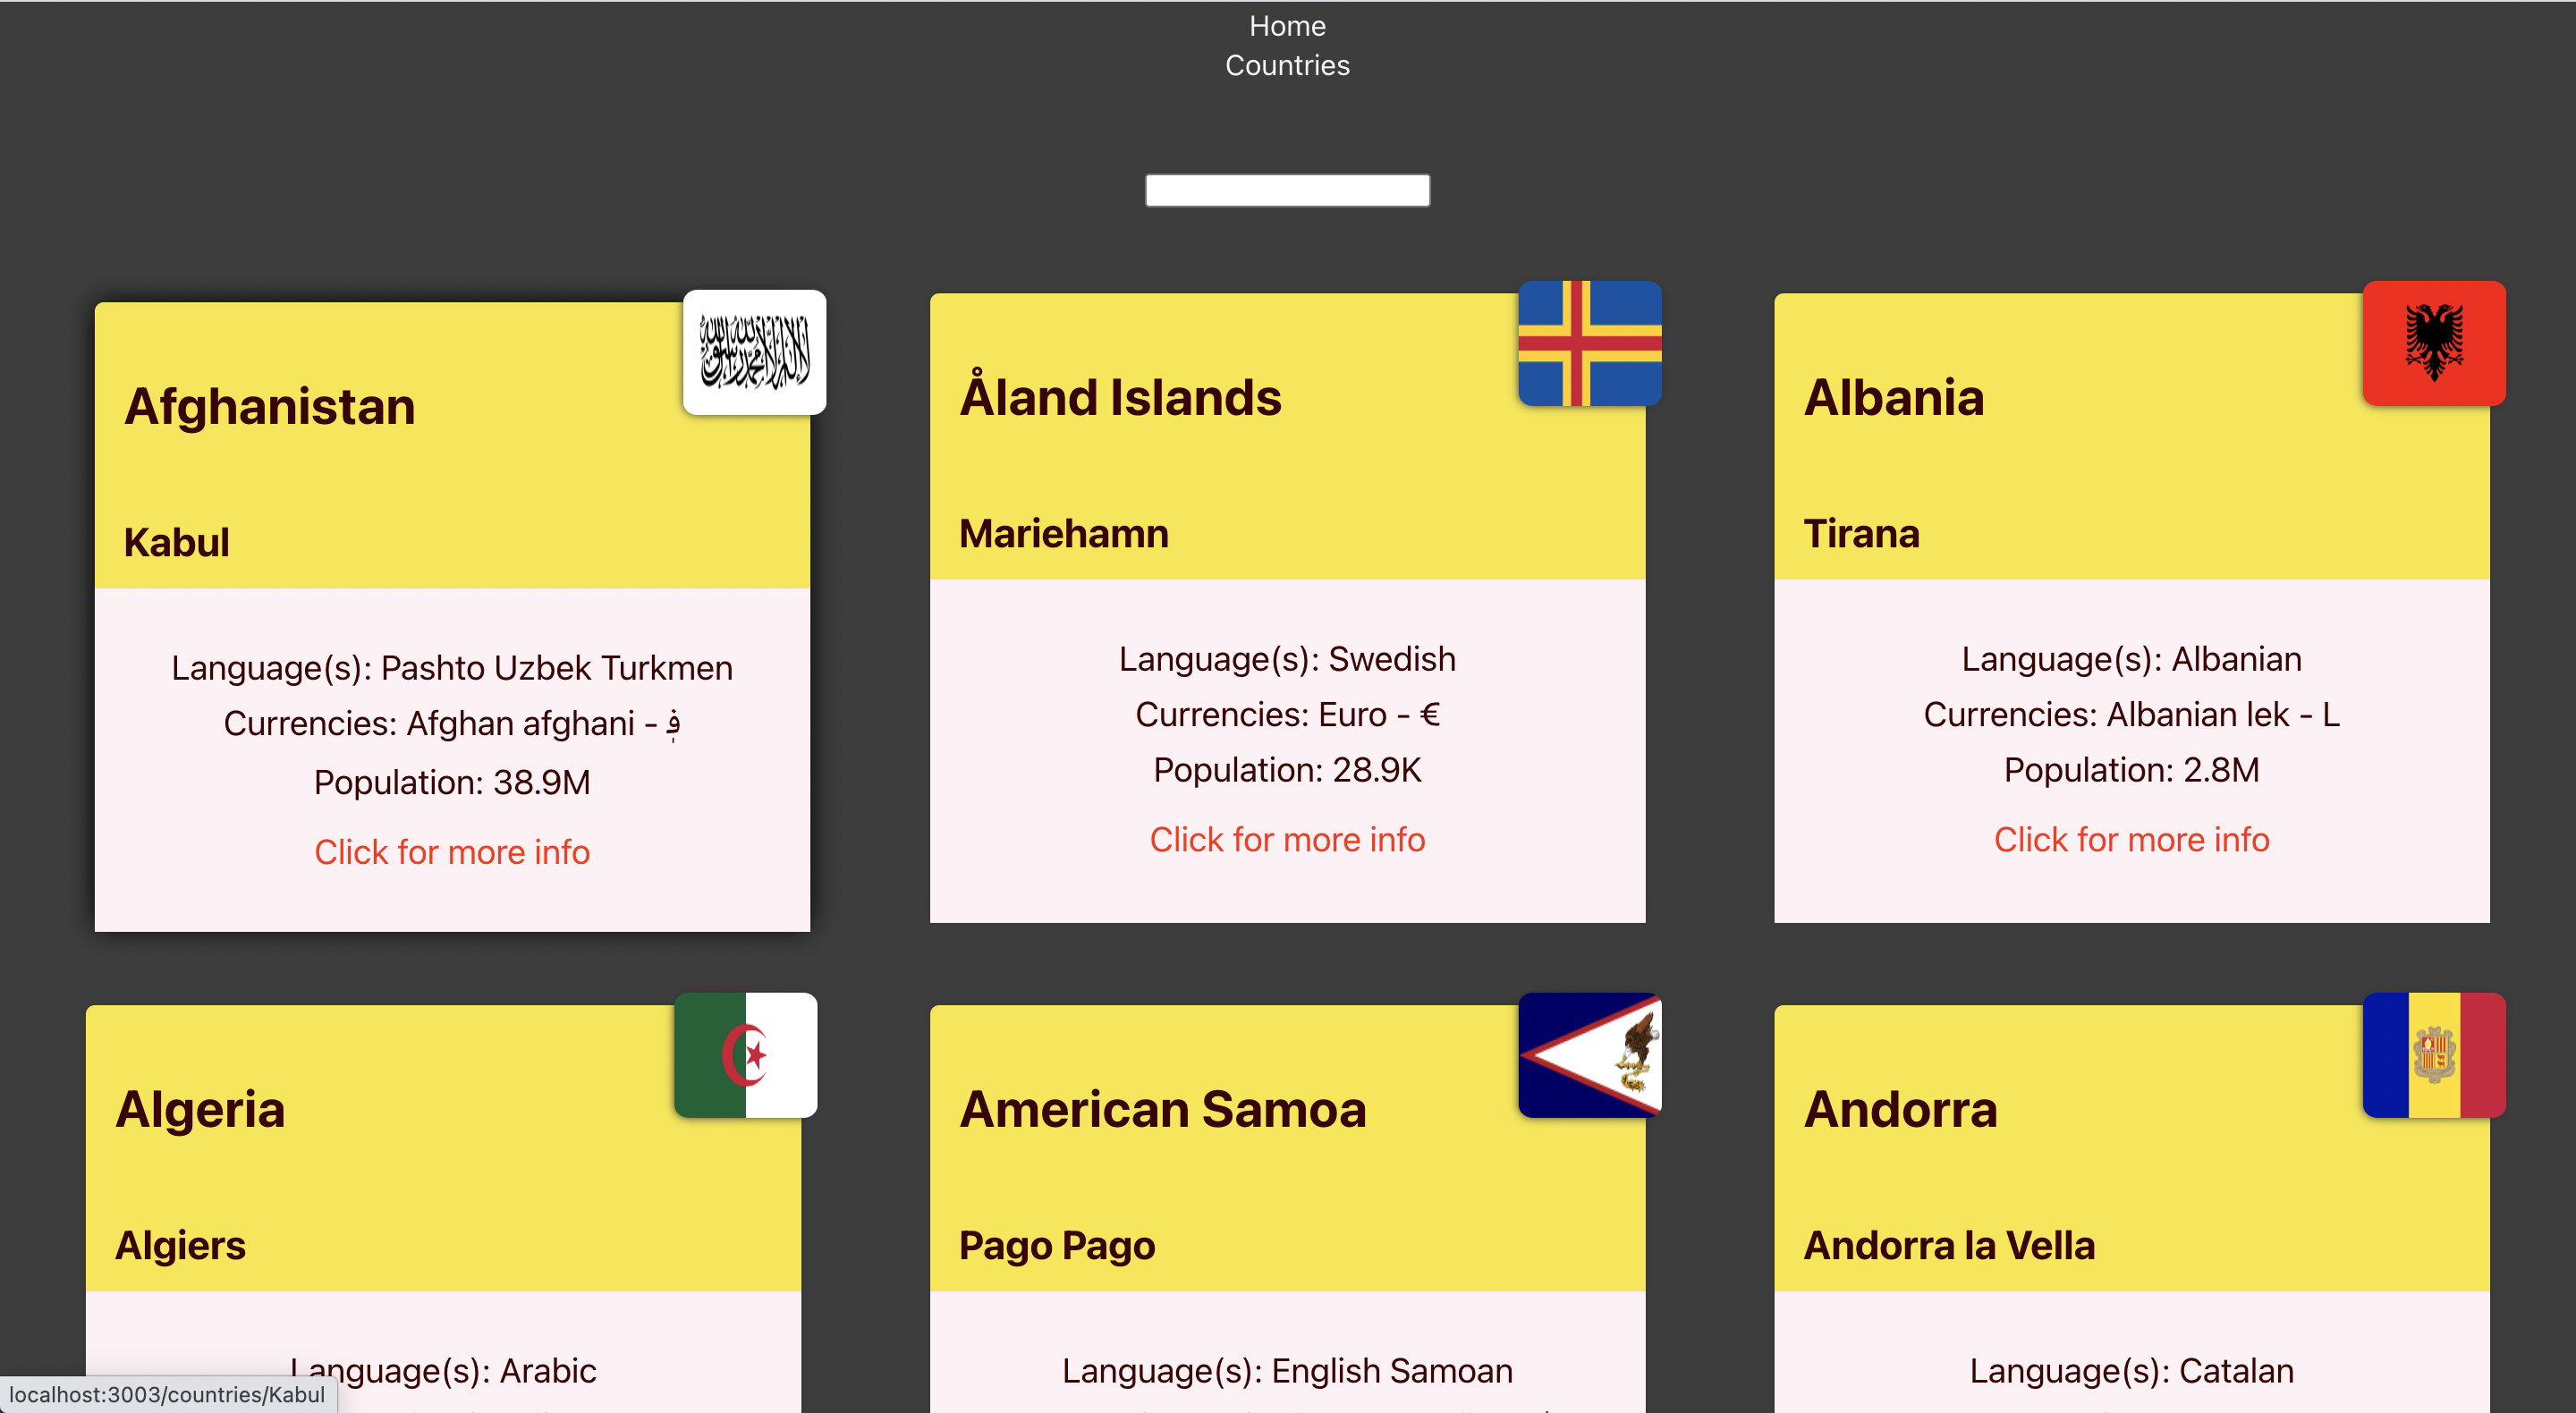 Home
Countries
Afghanistan
Kabul
Language(s): Pashto Uzbek Turkmen
Currencies: Afghan afghani - ؋
Population: 38.9M
Click for more info
Åland Islands
Mariehamn
Language(s): Swedish
Currencies: Euro - €
Population: 28.9K
Click for more info
Albania
Tirana
Language(s): Albanian
Currencies: Albanian lek - L
Population: 2.8M
Click for more info
Algeria
Algiers
Language(s): Arabic
American Samoa
Pago Pago
Language(s): English Samoan
Andorra
Andorra la Vella
Language(s): Catalan
localhost:3003/countries/Kabul